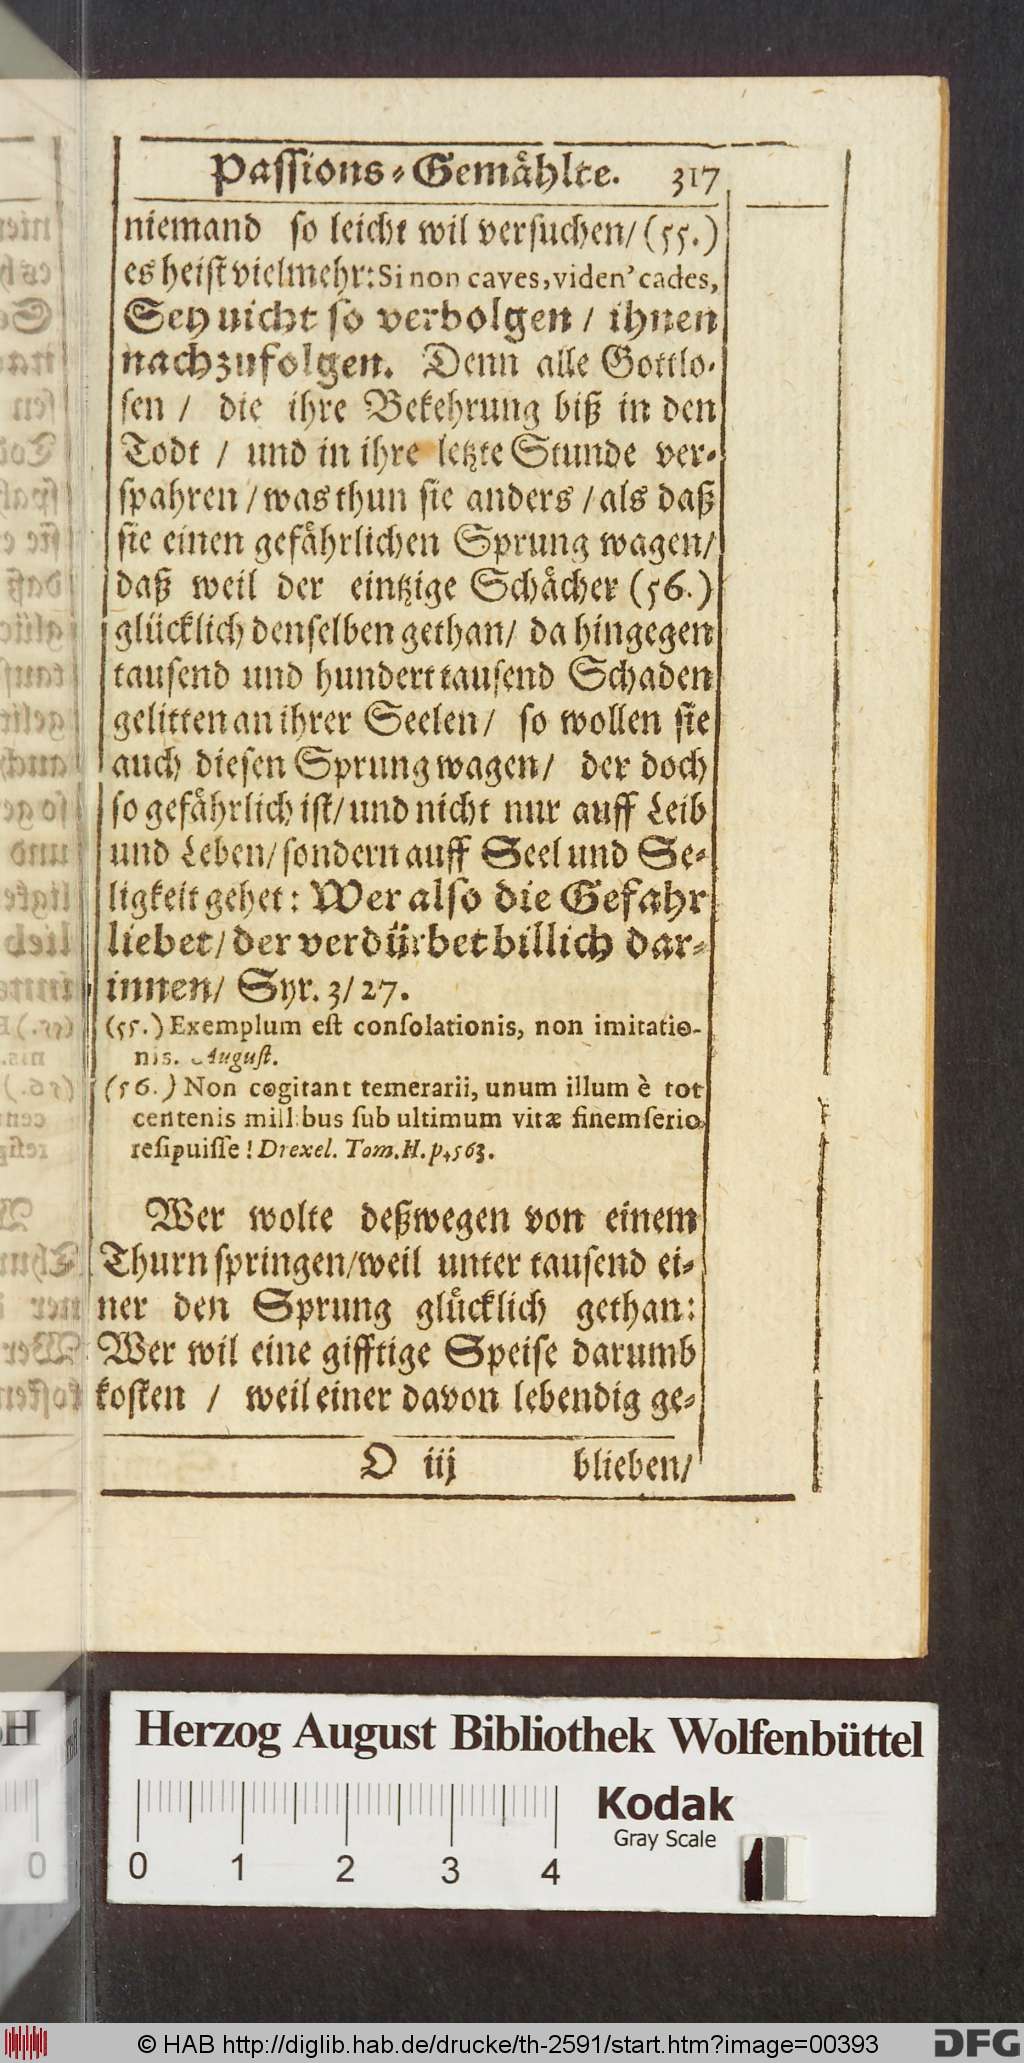 Passions-Gemählte. 317
niemand so leicht wil versuchen/ (55.)
es heist vielmehr: Si non caves, viden' cades,
Sey nicht so verbolgen / ihnen
nachzufolgen. Denn alle Gottlo-
sen / die ihre Bekehrung biß in den
Todt / und in ihre letzte Stunde ver-
spahren / was thun sie anders / als daß
sie einen gefährlichen Sprung wagen/
daß weil der eintzige Schächer (56.)
glücklich denselben gethan/ da hingegen
tausend und hundert tausend Schaden
gelitten an ihrer Seelen/ so wollen sie
auch diesen Sprung wagen/ der doch
so gefährlich ist/ und nicht nur auff Leib
und Leben/ sondern auff Seel und Se-
ligkeit gehet: Wer also die Gefahr
liebet/ der verdürbet billich dar-
innen/ Syr. 3/27.
(55.) Exemplum est consolationis, non imitatio-
nis. August.
(56.) Non cogitant temerarii, unum illum è tot
centenis millibus sub ultimum vitæ finem serio
resipuisse! Drexel. Tom. II. p. 563.
Wer wolte deßwegen von einem
Thurn springen/ weil unter tausend ei-
ner den Sprung glücklich gethan:
Wer wil eine gifftige Speise darumb
kosten / weil einer davon lebendig ge-
O iij blieben/
Herzog August Bibliothek Wolfenbüttel
Kodak
Gray Scale
0 1 2 3 4
© HAB http://diglib.hab.de/drucke/th-2591/start.htm?image=00393
DFG